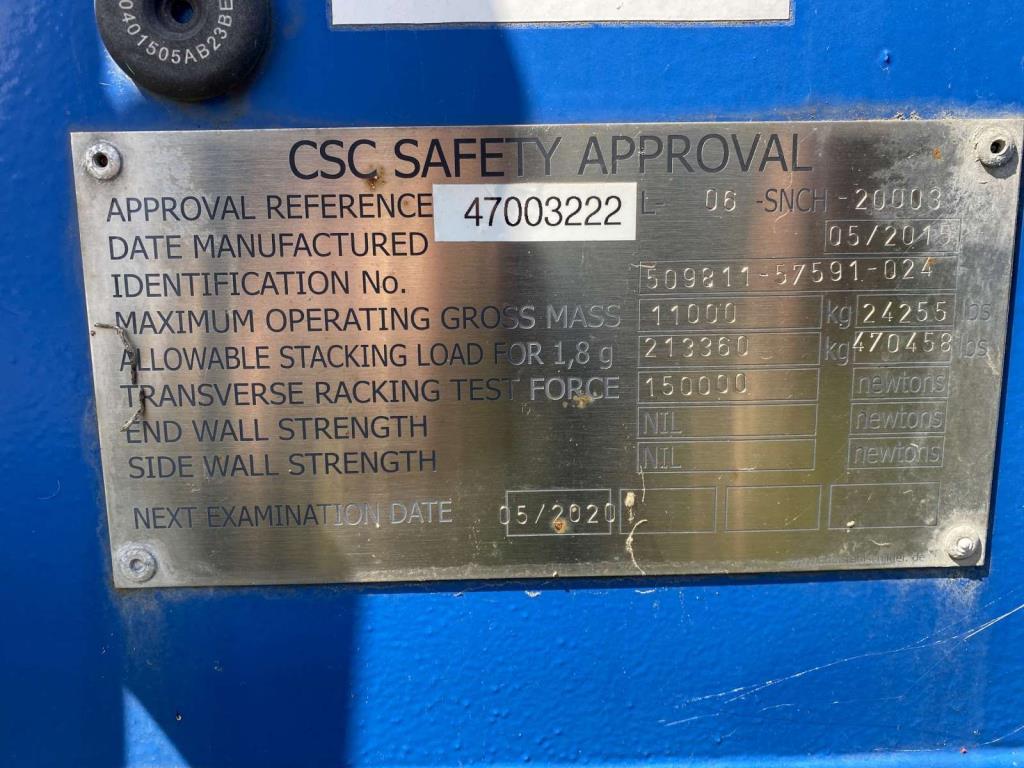 0401505AB23BE
CSC SAFETY APPROVAL
APPROVAL REFERENCE 47003222 L- 06 -SNCH -20003
DATE MANUFACTURED 05/2015
IDENTIFICATION No. 509811-57591-024
MAXIMUM OPERATING GROSS MASS 11000 kg 24255 lbs
ALLOWABLE STACKING LOAD FOR 1,8 g 213360 kg 470458 lbs
TRANSVERSE RACKING TEST FORCE 150000 newtons
END WALL STRENGTH NIL newtons
SIDE WALL STRENGTH NIL newtons
NEXT EXAMINATION DATE 05/2020